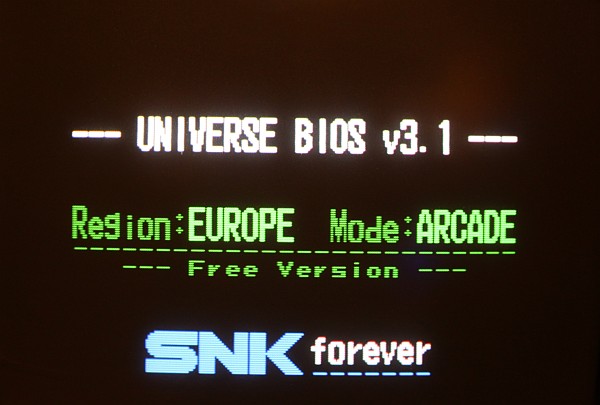 --- UNIVERSE BIOS v3.1 ---
Region:EUROPE Mode:ARCADE
--- Free Version ---
SNK forever